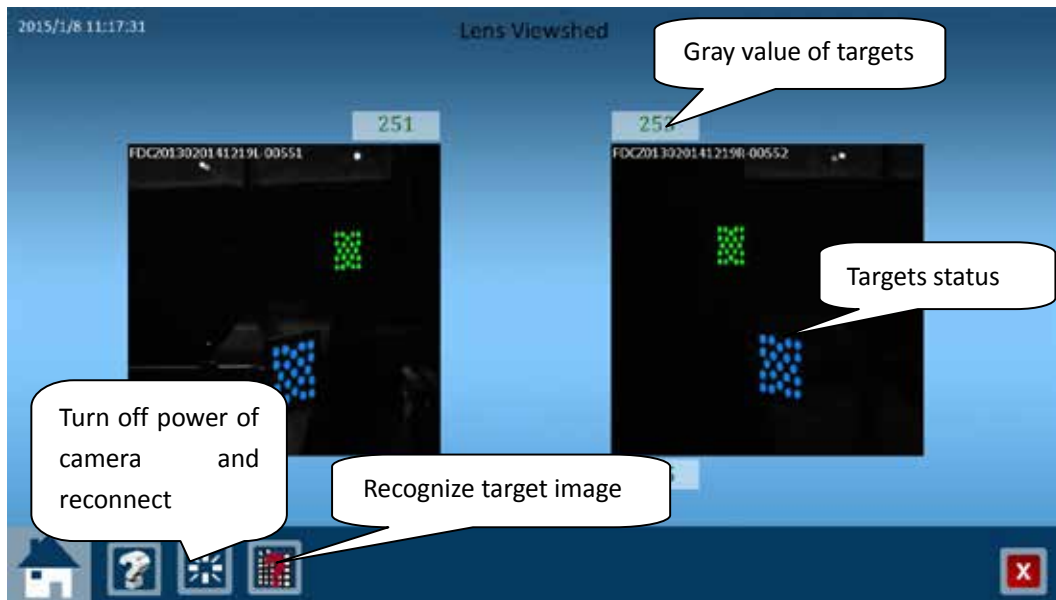 2015/1/8 11:17:31
Lens Viewshed
Gray value of targets
251
253
FDC2013020141219L-00551
FDC2013020141219R-00552
Targets status
Turn off power of
camera and
reconnect
Recognize target image
?
X